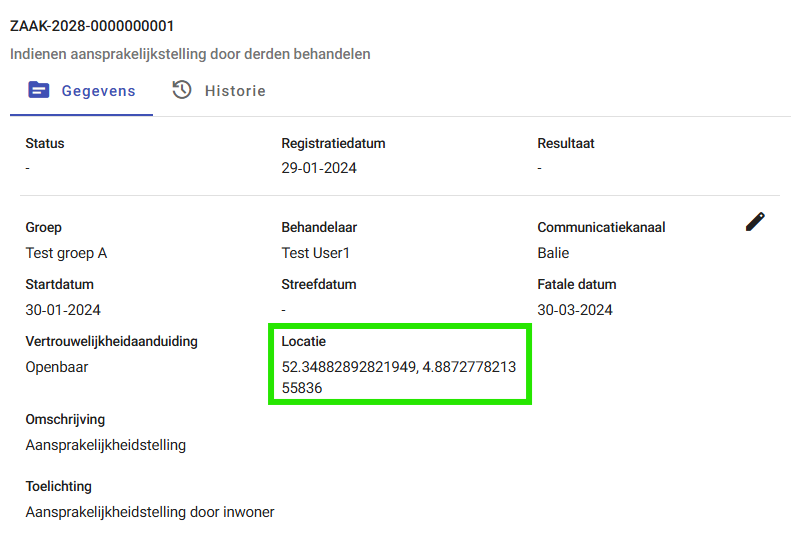 ZAAK-2028-0000000001
Indienen aansprakelijkstelling door derden behandelen
Gegevens Historie
Status Registratiedatum Resultaat
- 29-01-2024 -
Groep Behandelaar Communicatiekanaal
Test groep A Test User1 Balie
Startdatum Streefdatum Fatale datum
30-01-2024 - 30-03-2024
Vertrouwelijkheidaanduiding Locatie
Openbaar 52.34882892821949, 4.8872778213
55836
Omschrijving
Aansprakelijkheidstelling
Toelichting
Aansprakelijkheidstelling door inwoner